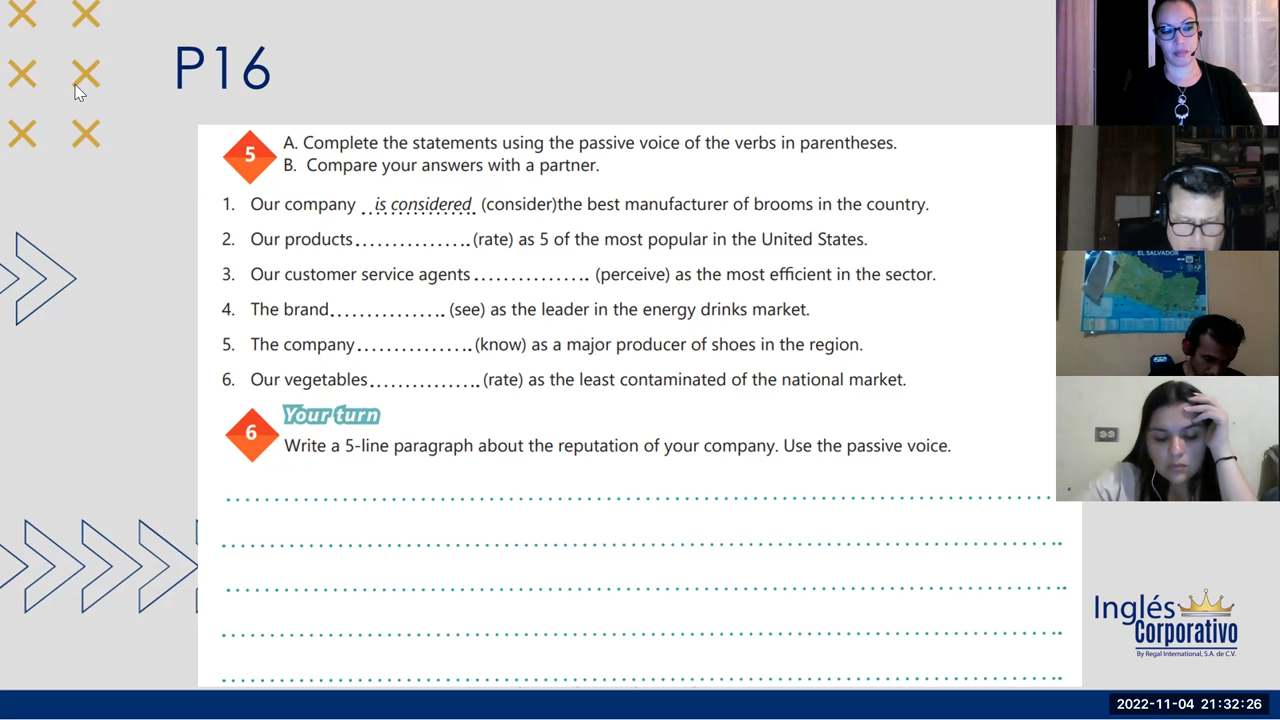 P16
5
A. Complete the statements using the passive voice of the verbs in parentheses.
B. Compare your answers with a partner.
1. Our company ..is considered.. (consider)the best manufacturer of brooms in the country.
2. Our products................ (rate) as 5 of the most popular in the United States.
3. Our customer service agents ................ (perceive) as the most efficient in the sector.
4. The brand................ (see) as the leader in the energy drinks market.
5. The company................ (know) as a major producer of shoes in the region.
6. Our vegetables................ (rate) as the least contaminated of the national market.
6
Your turn
Write a 5-line paragraph about the reputation of your company. Use the passive voice.
EL SALVADOR
Inglés
Corporativo
By Regal International, S.A. de C.V.
2022-11-04 21:32:26